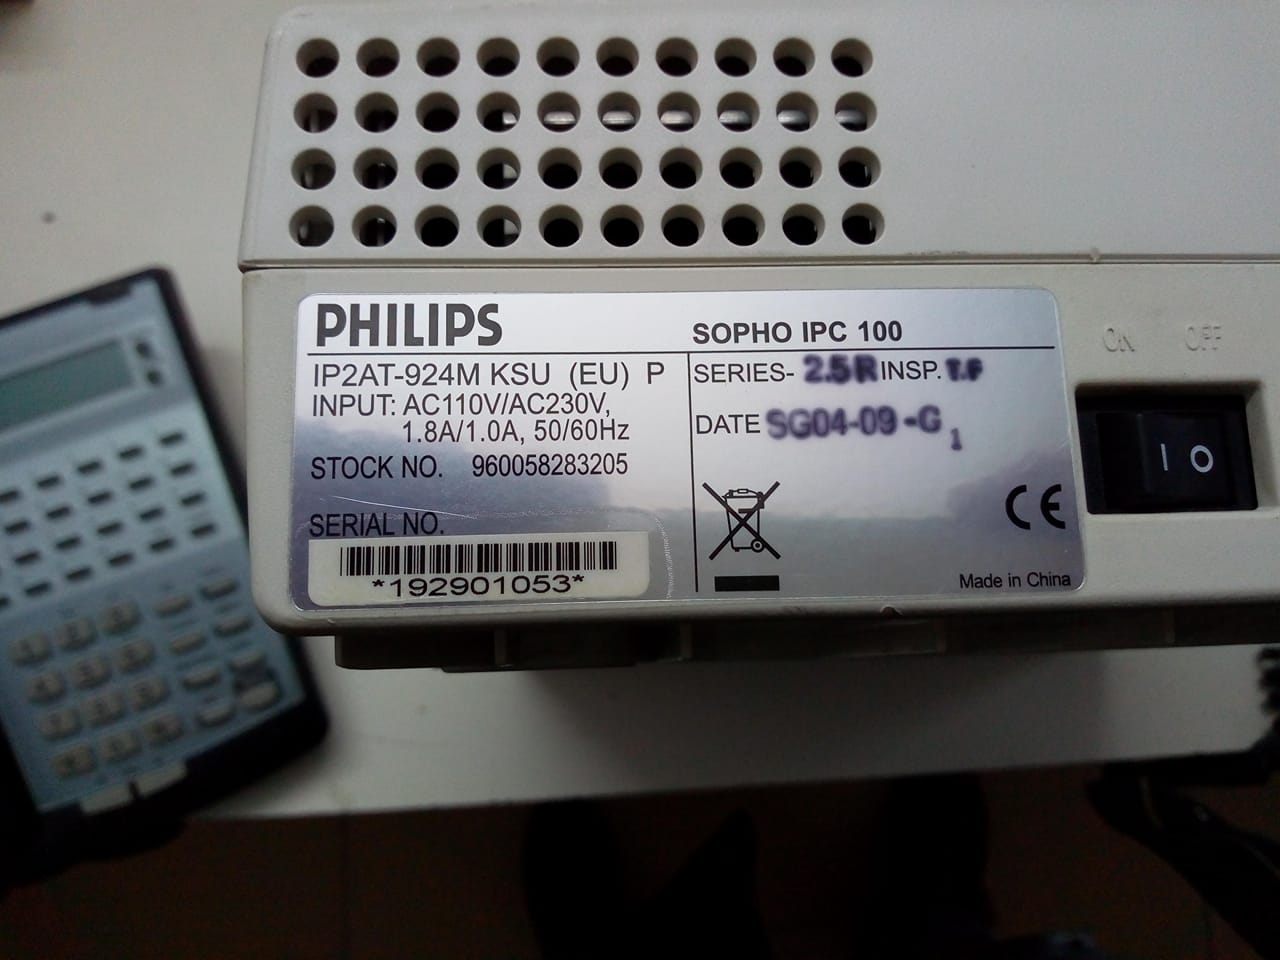 PHILIPS
SOPHO IPC 100
IP2AT-924M KSU (EU) P
INPUT: AC110V/AC230V,
1.8A/1.0A, 50/60Hz
STOCK NO. 960058283205
SERIAL NO.
*192901053*
SERIES- 2.5R INSP. T.F
DATE SG04-09-G 1
CE
Made in China
ON OFF
I O